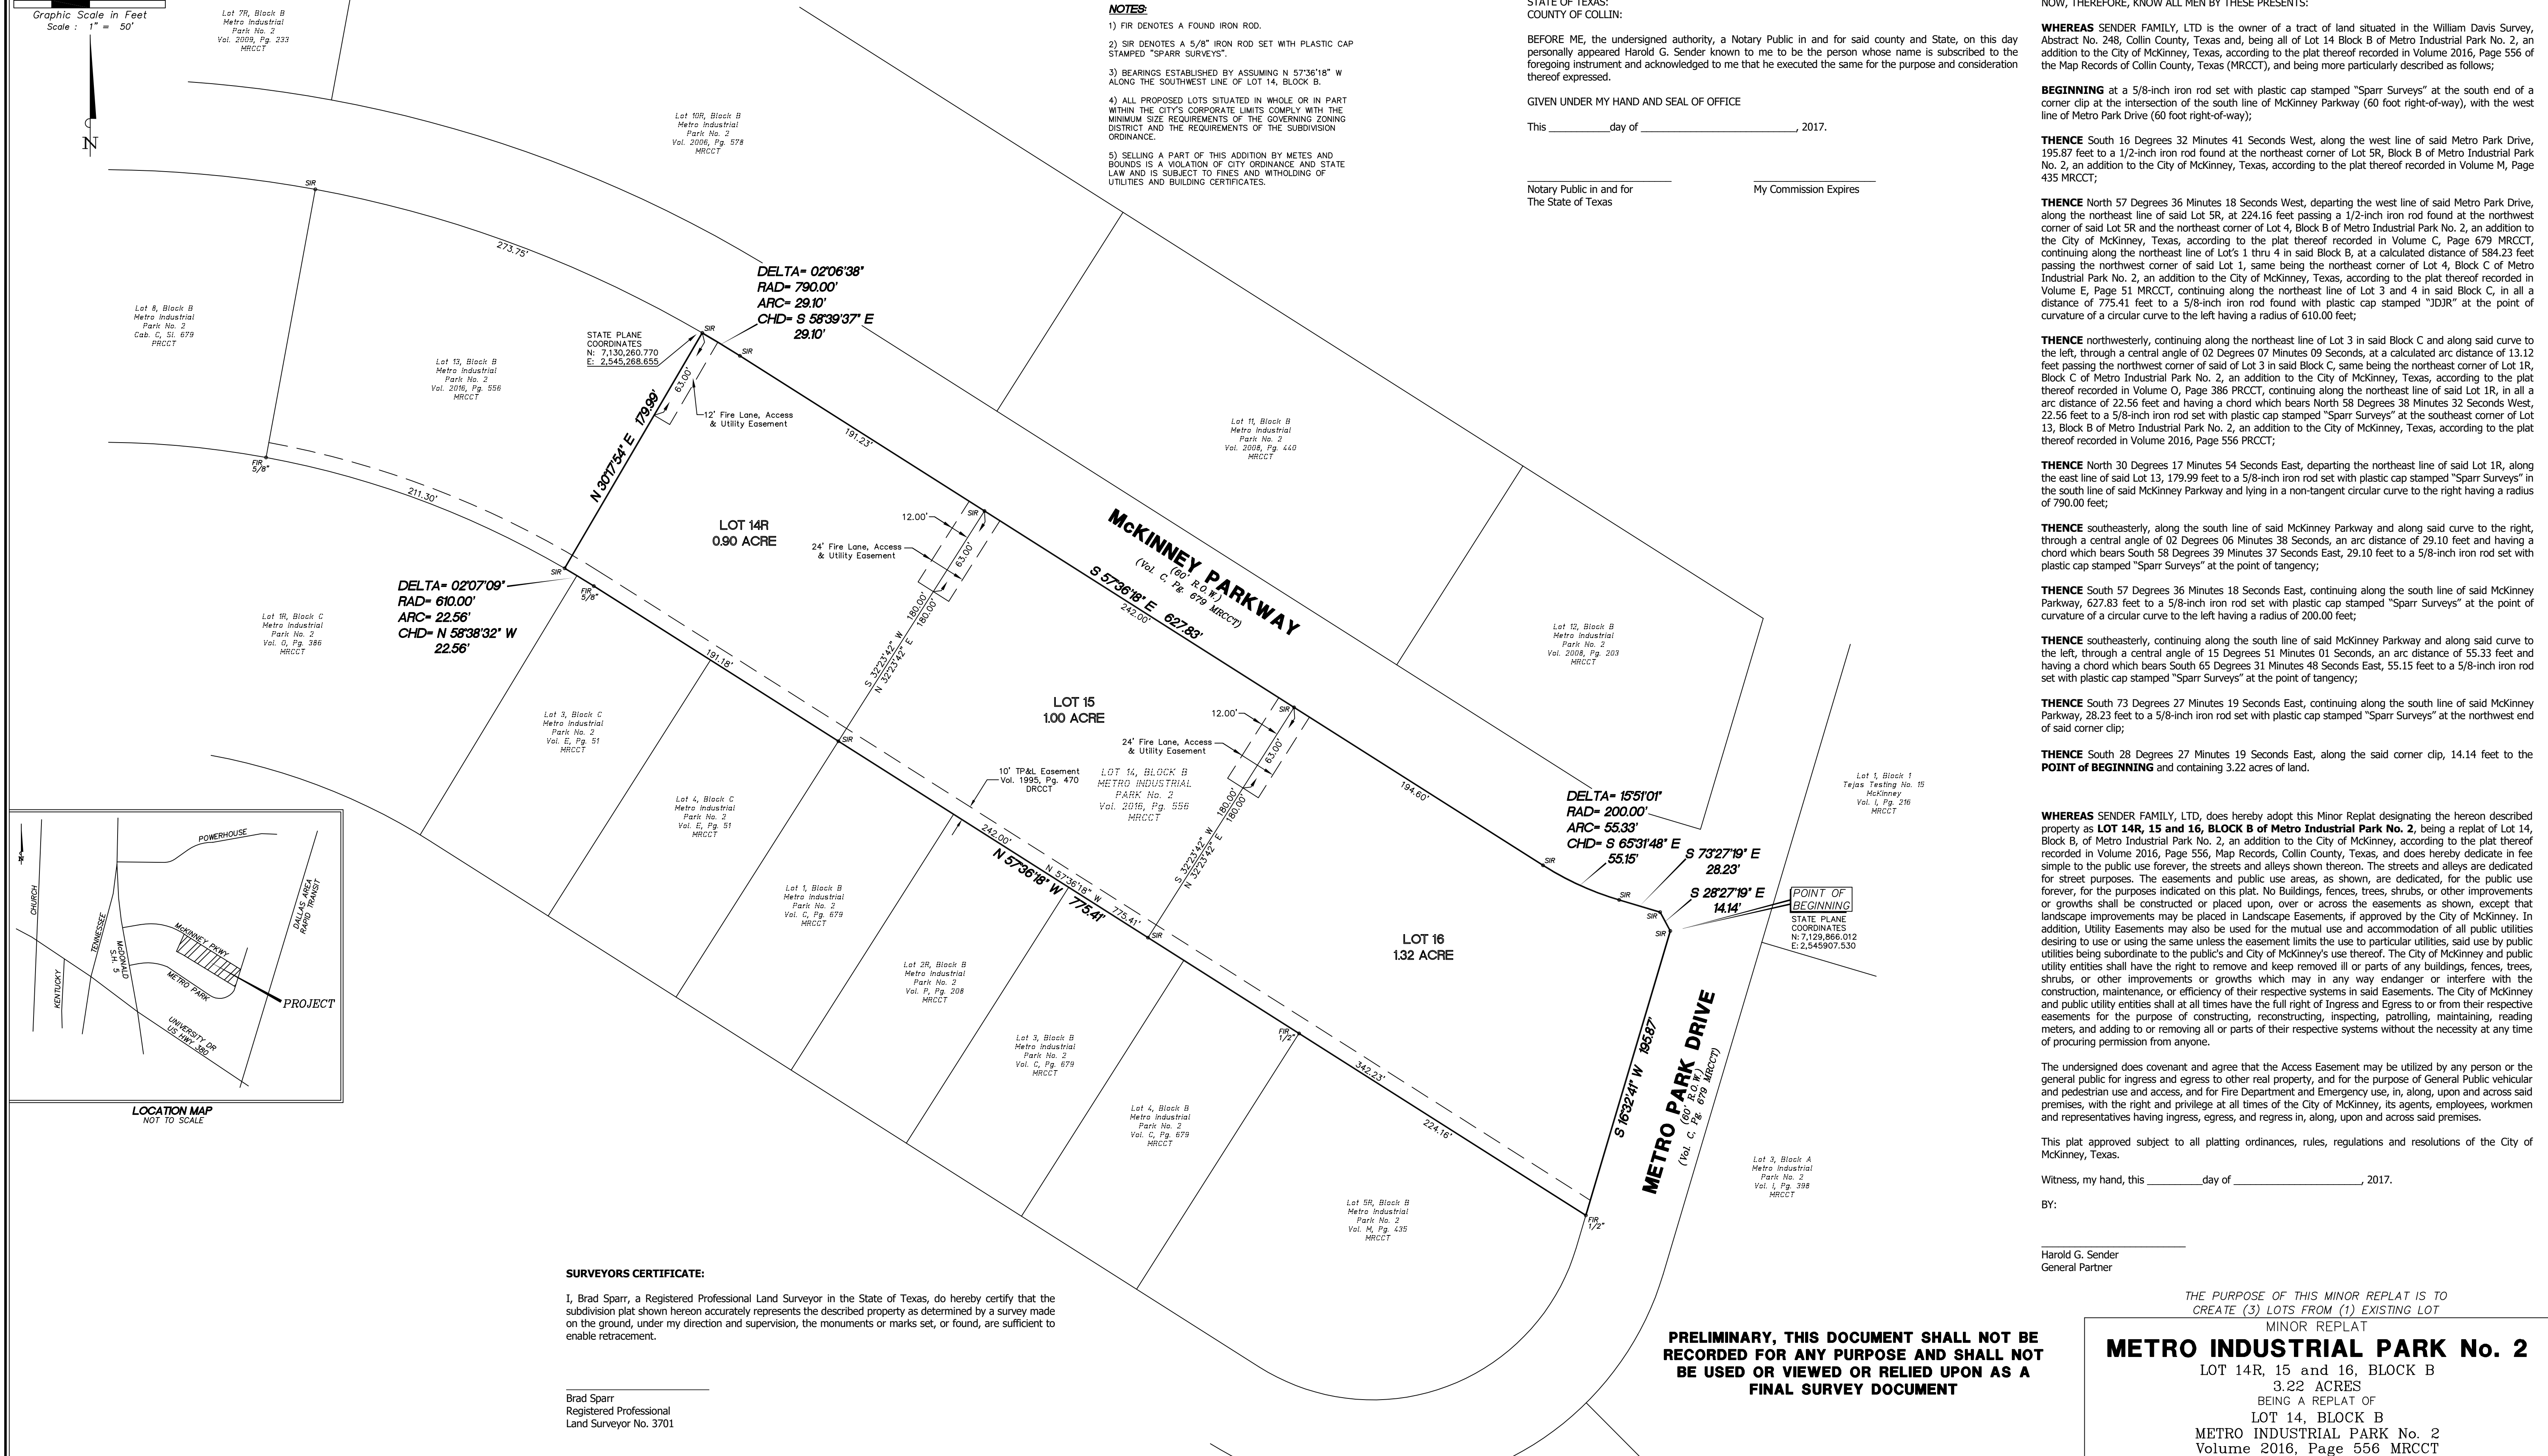 Graphic Scale in Feet
Scale : 1" = 50'
N
Lot 7R, Block B
Metro Industrial
Park No. 2
Vol. 2009, Pg. 233
MRCCT
Lot 10R, Block B
Metro Industrial
Park No. 2
Vol. 2006, Pg. 578
MRCCT
SIR
273.75'
Lot 8, Block B
Metro Industrial
Park No. 2
Cab. C, Sl. 679
PRCCT
Lot 13, Block B
Metro Industrial
Park No. 2
Vol. 2016, Pg. 556
MRCCT
FIR
5/8"
211.30'
DELTA= 02°06'38"
RAD= 790.00'
ARC= 29.10'
CHD= S 58°39'37" E
29.10'
STATE PLANE
COORDINATES
N: 7,130,260.770
E: 2,545,268.655
SIR
SIR
63.00'
12' Fire Lane, Access
& Utility Easement
N 30°17'54" E 179.99'
191.23'
LOT 14R
0.90 ACRE
12.00'
SIR
24' Fire Lane, Access
& Utility Easement
63.00'
S 32°23'42" W 180.00'
N 32°23'42" E 180.00'
SIR
FIR
5/8"
DELTA= 02°07'09"
RAD= 610.00'
ARC= 22.56'
CHD= N 58°38'32" W
22.56'
Lot 1R, Block C
Metro Industrial
Park No. 2
Vol. O, Pg. 386
MRCCT
191.18'
SIR
Lot 3, Block C
Metro Industrial
Park No. 2
Vol. E, Pg. 51
MRCCT
Lot 4, Block C
Metro Industrial
Park No. 2
Vol. E, Pg. 51
MRCCT
Lot 11, Block B
Metro Industrial
Park No. 2
Vol. 2008, Pg. 440
MRCCT
McKINNEY PARKWAY
(60' R.O.W.)
(Vol. C, Pg. 679 MRCCT)
S 57°36'18" E 627.83'
242.00'
Lot 12, Block B
Metro Industrial
Park No. 2
Vol. 2008, Pg. 203
MRCCT
LOT 15
1.00 ACRE
12.00'
SIR
24' Fire Lane, Access
& Utility Easement
63.00'
10' TP&L Easement
Vol. 1995, Pg. 470
DRCCT
LOT 14, BLOCK B
METRO INDUSTRIAL
PARK No. 2
Vol. 2016, Pg. 556
MRCCT
S 32°23'42" W 180.00'
N 32°23'42" E 180.00'
242.00'
N 57°36'18" W 775.41'
N 57°36'18" W 775.41'
SIR
194.60'
DELTA= 15°51'01"
RAD= 200.00'
ARC= 55.33'
CHD= S 65°31'48" E
55.15'
S 73°27'19" E
28.23'
S 28°27'19" E
14.14'
SIR
SIR
SIR
SIR
POINT OF
BEGINNING
STATE PLANE
COORDINATES
N: 7,129,866.012
E: 2,545907.530
Lot 1, Block 1
Tejas Testing No. 15
McKinney
Vol. I, Pg. 216
MRCCT
LOT 16
1.32 ACRE
Lot 1, Block B
Metro Industrial
Park No. 2
Vol. C, Pg. 679
MRCCT
Lot 2R, Block B
Metro Industrial
Park No. 2
Vol. P, Pg. 208
MRCCT
Lot 3, Block B
Metro Industrial
Park No. 2
Vol. C, Pg. 679
MRCCT
FIR
1/2"
342.23'
Lot 4, Block B
Metro Industrial
Park No. 2
Vol. C, Pg. 679
MRCCT
224.16'
Lot 5R, Block B
Metro Industrial
Park No. 2
Vol. M, Pg. 435
MRCCT
FIR
1/2"
S 16°32'41" W 195.87'
METRO PARK DRIVE
(60' R.O.W.)
(Vol. C, Pg. 679 MRCCT)
Lot 3, Block A
Metro Industrial
Park No. 2
Vol. I, Pg. 398
MRCCT
CHURCH
KENTUCKY
TENNESSEE
McDONALD
S.H. 5
POWERHOUSE
McKINNEY PKWY
METRO PARK
DALLAS AREA
RAPID TRANSIT
UNIVERSITY DR
US HWY 380
PROJECT
LOCATION MAP
NOT TO SCALE
NOTES:
1) FIR DENOTES A FOUND IRON ROD.
2) SIR DENOTES A 5/8" IRON ROD SET WITH PLASTIC CAP
STAMPED "SPARR SURVEYS".
3) BEARINGS ESTABLISHED BY ASSUMING N 57°36'18" W
ALONG THE SOUTHWEST LINE OF LOT 14, BLOCK B.
4) ALL PROPOSED LOTS SITUATED IN WHOLE OR IN PART
WITHIN THE CITY'S CORPORATE LIMITS COMPLY WITH THE
MINIMUM SIZE REQUIREMENTS OF THE GOVERNING ZONING
DISTRICT AND THE REQUIREMENTS OF THE SUBDIVISION
ORDINANCE.
5) SELLING A PART OF THIS ADDITION BY METES AND
BOUNDS IS A VIOLATION OF CITY ORDINANCE AND STATE
LAW AND IS SUBJECT TO FINES AND WITHOLDING OF
UTILITIES AND BUILDING CERTIFICATES.
STATE OF TEXAS:
COUNTY OF COLLIN:
BEFORE ME, the undersigned authority, a Notary Public in and for said county and State, on this day
personally appeared Harold G. Sender known to me to be the person whose name is subscribed to the
foregoing instrument and acknowledged to me that he executed the same for the purpose and consideration
thereof expressed.
GIVEN UNDER MY HAND AND SEAL OF OFFICE
This ___________day of ____________________________, 2017.
Notary Public in and for My Commission Expires
The State of Texas
SURVEYORS CERTIFICATE:
I, Brad Sparr, a Registered Professional Land Surveyor in the State of Texas, do hereby certify that the
subdivision plat shown hereon accurately represents the described property as determined by a survey made
on the ground, under my direction and supervision, the monuments or marks set, or found, are sufficient to
enable retracement.
Brad Sparr
Registered Professional
Land Surveyor No. 3701
PRELIMINARY, THIS DOCUMENT SHALL NOT BE
RECORDED FOR ANY PURPOSE AND SHALL NOT
BE USED OR VIEWED OR RELIED UPON AS A
FINAL SURVEY DOCUMENT
NOW, THEREFORE, KNOW ALL MEN BY THESE PRESENTS:
WHEREAS SENDER FAMILY, LTD is the owner of a tract of land situated in the William Davis Survey,
Abstract No. 248, Collin County, Texas and, being all of Lot 14 Block B of Metro Industrial Park No. 2, an
addition to the City of McKinney, Texas, according to the plat thereof recorded in Volume 2016, Page 556 of
the Map Records of Collin County, Texas (MRCCT), and being more particularly described as follows;
BEGINNING at a 5/8-inch iron rod set with plastic cap stamped “Sparr Surveys” at the south end of a
corner clip at the intersection of the south line of McKinney Parkway (60 foot right-of-way), with the west
line of Metro Park Drive (60 foot right-of-way);
THENCE South 16 Degrees 32 Minutes 41 Seconds West, along the west line of said Metro Park Drive,
195.87 feet to a 1/2-inch iron rod found at the northeast corner of Lot 5R, Block B of Metro Industrial Park
No. 2, an addition to the City of McKinney, Texas, according to the plat thereof recorded in Volume M, Page
435 MRCCT;
THENCE North 57 Degrees 36 Minutes 18 Seconds West, departing the west line of said Metro Park Drive,
along the northeast line of said Lot 5R, at 224.16 feet passing a 1/2-inch iron rod found at the northwest
corner of said Lot 5R and the northeast corner of Lot 4, Block B of Metro Industrial Park No. 2, an addition to
the City of McKinney, Texas, according to the plat thereof recorded in Volume C, Page 679 MRCCT,
continuing along the northeast line of Lot’s 1 thru 4 in said Block B, at a calculated distance of 584.23 feet
passing the northwest corner of said Lot 1, same being the northeast corner of Lot 4, Block C of Metro
Industrial Park No. 2, an addition to the City of McKinney, Texas, according to the plat thereof recorded in
Volume E, Page 51 MRCCT, continuing along the northeast line of Lot 3 and 4 in said Block C, in all a
distance of 775.41 feet to a 5/8-inch iron rod found with plastic cap stamped “JDJR” at the point of
curvature of a circular curve to the left having a radius of 610.00 feet;
THENCE northwesterly, continuing along the northeast line of Lot 3 in said Block C and along said curve to
the left, through a central angle of 02 Degrees 07 Minutes 09 Seconds, at a calculated arc distance of 13.12
feet passing the northwest corner of said of Lot 3 in said Block C, same being the northeast corner of Lot 1R,
Block C of Metro Industrial Park No. 2, an addition to the City of McKinney, Texas, according to the plat
thereof recorded in Volume O, Page 386 PRCCT, continuing along the northeast line of said Lot 1R, in all a
arc distance of 22.56 feet and having a chord which bears North 58 Degrees 38 Minutes 32 Seconds West,
22.56 feet to a 5/8-inch iron rod set with plastic cap stamped “Sparr Surveys” at the southeast corner of Lot
13, Block B of Metro Industrial Park No. 2, an addition to the City of McKinney, Texas, according to the plat
thereof recorded in Volume 2016, Page 556 PRCCT;
THENCE North 30 Degrees 17 Minutes 54 Seconds East, departing the northeast line of said Lot 1R, along
the east line of said Lot 13, 179.99 feet to a 5/8-inch iron rod set with plastic cap stamped “Sparr Surveys” in
the south line of said McKinney Parkway and lying in a non-tangent circular curve to the right having a radius
of 790.00 feet;
THENCE southeasterly, along the south line of said McKinney Parkway and along said curve to the right,
through a central angle of 02 Degrees 06 Minutes 38 Seconds, an arc distance of 29.10 feet and having a
chord which bears South 58 Degrees 39 Minutes 37 Seconds East, 29.10 feet to a 5/8-inch iron rod set with
plastic cap stamped “Sparr Surveys” at the point of tangency;
THENCE South 57 Degrees 36 Minutes 18 Seconds East, continuing along the south line of said McKinney
Parkway, 627.83 feet to a 5/8-inch iron rod set with plastic cap stamped “Sparr Surveys” at the point of
curvature of a circular curve to the left having a radius of 200.00 feet;
THENCE southeasterly, continuing along the south line of said McKinney Parkway and along said curve to
the left, through a central angle of 15 Degrees 51 Minutes 01 Seconds, an arc distance of 55.33 feet and
having a chord which bears South 65 Degrees 31 Minutes 48 Seconds East, 55.15 feet to a 5/8-inch iron rod
set with plastic cap stamped “Sparr Surveys” at the point of tangency;
THENCE South 73 Degrees 27 Minutes 19 Seconds East, continuing along the south line of said McKinney
Parkway, 28.23 feet to a 5/8-inch iron rod set with plastic cap stamped “Sparr Surveys” at the northwest end
of said corner clip;
THENCE South 28 Degrees 27 Minutes 19 Seconds East, along the said corner clip, 14.14 feet to the
POINT of BEGINNING and containing 3.22 acres of land.
WHEREAS SENDER FAMILY, LTD, does hereby adopt this Minor Replat designating the hereon described
property as LOT 14R, 15 and 16, BLOCK B of Metro Industrial Park No. 2, being a replat of Lot 14,
Block B, of Metro Industrial Park No. 2, an addition to the City of McKinney, according to the plat thereof
recorded in Volume 2016, Page 556, Map Records, Collin County, Texas, and does hereby dedicate in fee
simple to the public use forever, the streets and alleys shown thereon. The streets and alleys are dedicated
for street purposes. The easements and public use areas, as shown, are dedicated, for the public use
forever, for the purposes indicated on this plat. No Buildings, fences, trees, shrubs, or other improvements
or growths shall be constructed or placed upon, over or across the easements as shown, except that
landscape improvements may be placed in Landscape Easements, if approved by the City of McKinney. In
addition, Utility Easements may also be used for the mutual use and accommodation of all public utilities
desiring to use or using the same unless the easement limits the use to particular utilities, said use by public
utilities being subordinate to the public's and City of McKinney's use thereof. The City of McKinney and public
utility entities shall have the right to remove and keep removed ill or parts of any buildings, fences, trees,
shrubs, or other improvements or growths which may in any way endanger or interfere with the
construction, maintenance, or efficiency of their respective systems in said Easements. The City of McKinney
and public utility entities shall at all times have the full right of Ingress and Egress to or from their respective
easements for the purpose of constructing, reconstructing, inspecting, patrolling, maintaining, reading
meters, and adding to or removing all or parts of their respective systems without the necessity at any time
of procuring permission from anyone.
The undersigned does covenant and agree that the Access Easement may be utilized by any person or the
general public for ingress and egress to other real property, and for the purpose of General Public vehicular
and pedestrian use and access, and for Fire Department and Emergency use, in, along, upon and across said
premises, with the right and privilege at all times of the City of McKinney, its agents, employees, workmen
and representatives having ingress, egress, and regress in, along, upon and across said premises.
This plat approved subject to all platting ordinances, rules, regulations and resolutions of the City of
McKinney, Texas.
Witness, my hand, this __________day of _______________________, 2017.
BY:
Harold G. Sender
General Partner
THE PURPOSE OF THIS MINOR REPLAT IS TO
CREATE (3) LOTS FROM (1) EXISTING LOT
MINOR REPLAT
METRO INDUSTRIAL PARK No. 2
LOT 14R, 15 and 16, BLOCK B
3.22 ACRES
BEING A REPLAT OF
LOT 14, BLOCK B
METRO INDUSTRIAL PARK No. 2
Volume 2016, Page 556 MRCCT